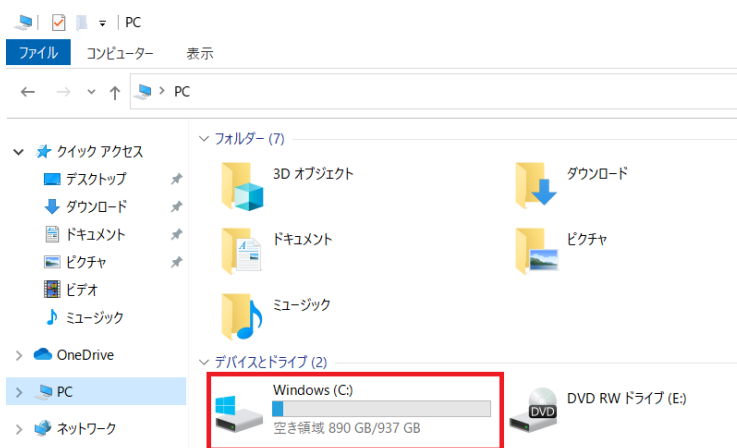 PC
ファイル コンピューター 表示
PC
クイック アクセス
デスクトップ
ダウンロード
ドキュメント
ピクチャ
ビデオ
ミュージック
OneDrive
PC
ネットワーク
フォルダー (7)
3D オブジェクト
ダウンロード
ドキュメント
ピクチャ
ミュージック
デバイスとドライブ (2)
Windows (C:)
空き領域 890 GB/937 GB
DVD
DVD RW ドライブ (E:)